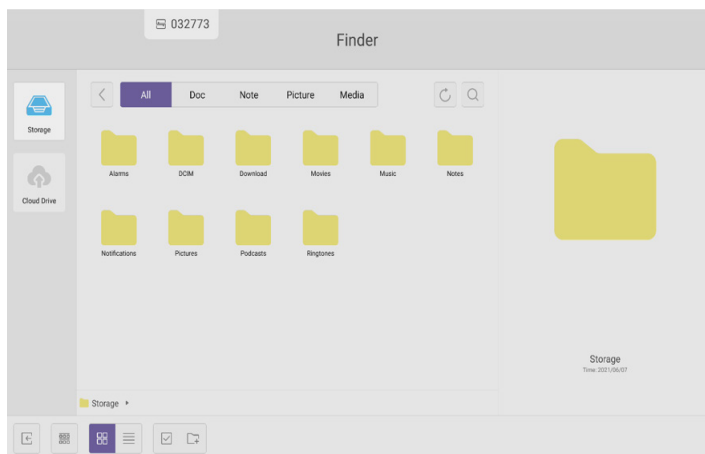 032773
Finder
All Doc Note Picture Media
Storage
Cloud Drive
Alarms DCIM Download Movies Music Notes
Notifications Pictures Podcasts Ringtones
Storage
Time: 2021/06/07
Storage